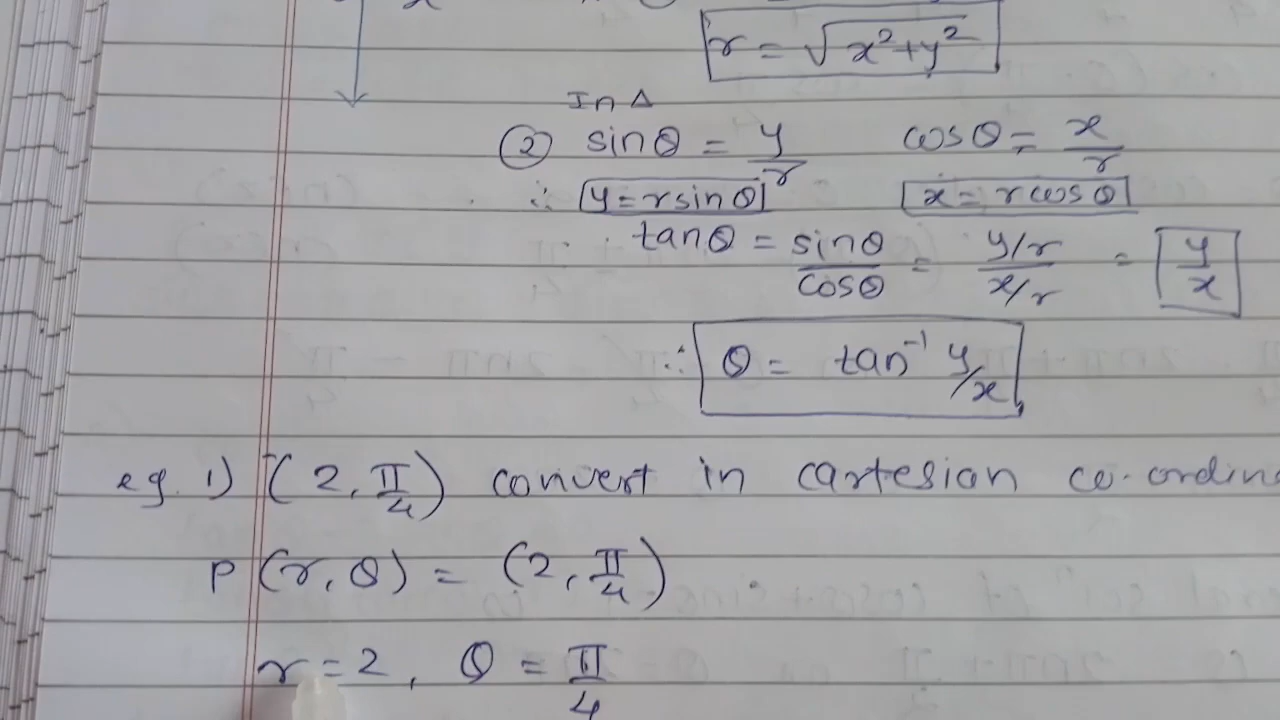 x
r = √x²+y²
In Δ
② sinθ = y/r cosθ = x/r
∴ y = r sinθ x = r cosθ
tanθ = sinθ/cosθ = y/r / x/r = y/x
∴ θ = tan⁻¹ y/x
eg. 1) (2, π/4) convert in cartesian co-ordin
P (r, θ) = (2, π/4)
r = 2, θ = π/4